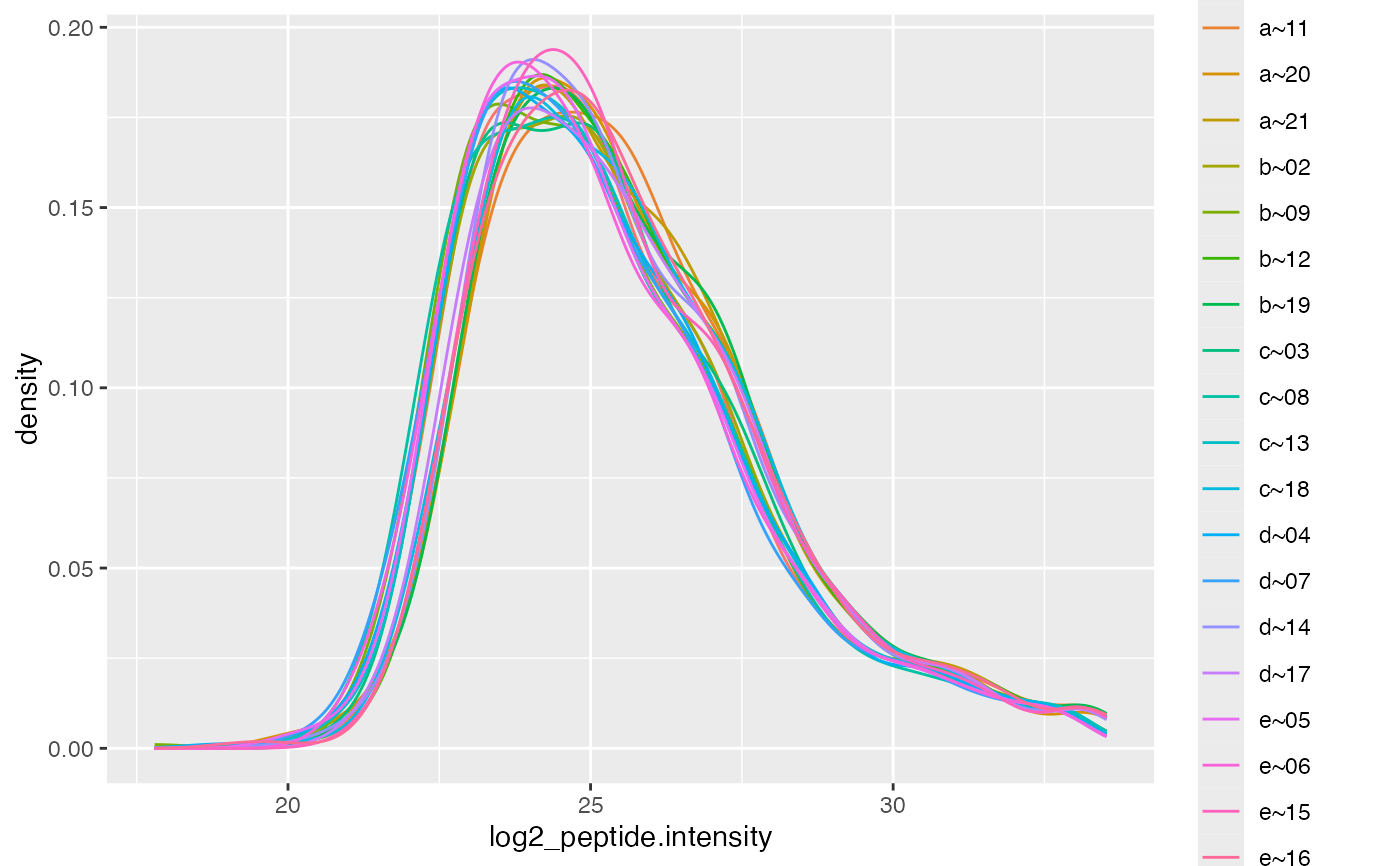 0.20
0.15
0.10
0.05
0.00
density
20 25 30
log2_peptide.intensity
a~11
a~20
a~21
b~02
b~09
b~12
b~19
c~03
c~08
c~13
c~18
d~04
d~07
d~14
d~17
e~05
e~06
e~15
e~16